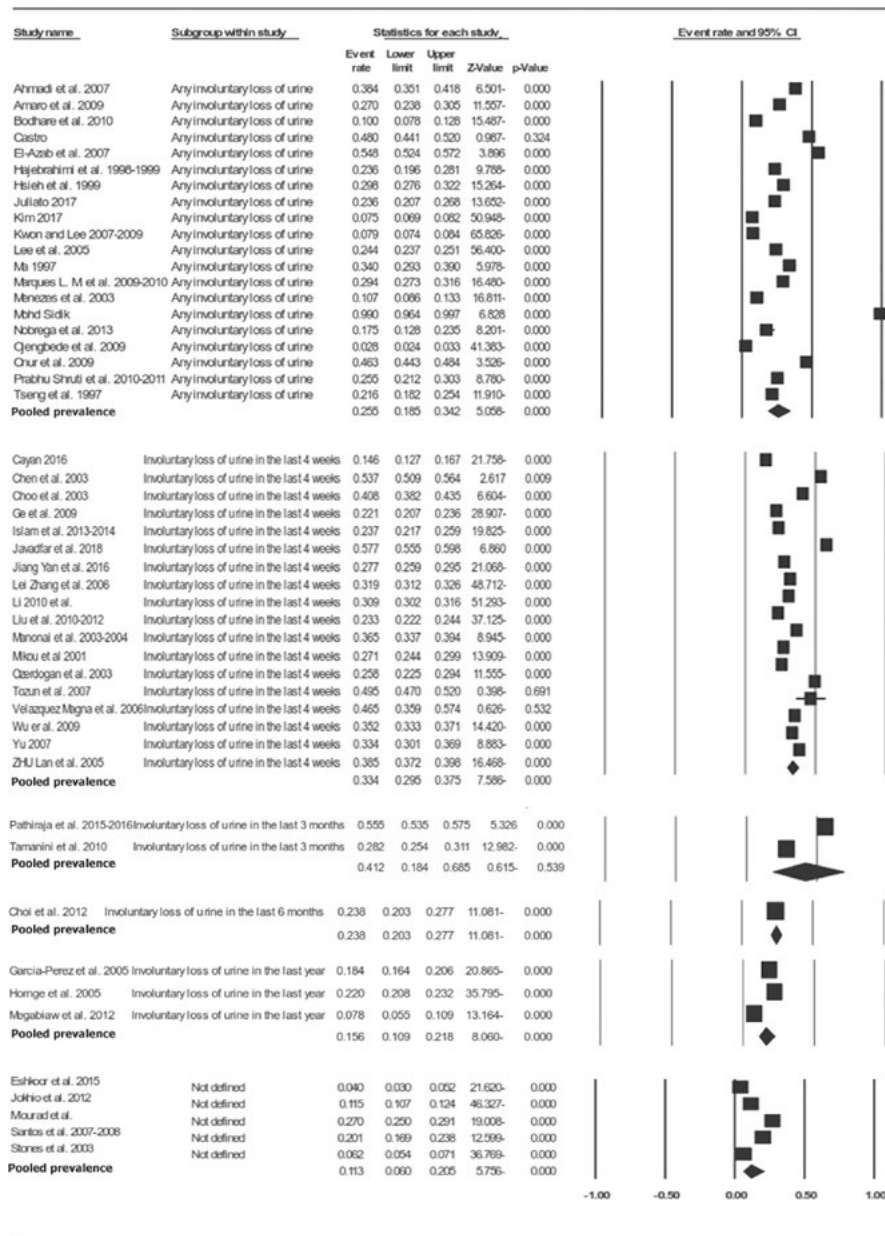 Study name Subgroup within study Statistics for each study Event rate and 95% CI
Event Lower Upper
rate limit limit Z-Value p-Value
Ahmadi et al. 2007 Any involuntary loss of urine 0.384 0.351 0.418 6.501- 0.000
Amaro et al. 2009 Any involuntary loss of urine 0.270 0.238 0.305 11.557- 0.000
Bodhare et al. 2010 Any involuntary loss of urine 0.100 0.078 0.128 15.487- 0.000
Castro Any involuntary loss of urine 0.480 0.441 0.520 0.987- 0.324
El-Azab et al. 2007 Any involuntary loss of urine 0.548 0.524 0.572 3.896 0.000
Hajebrahimi et al. 1998-1999 Any involuntary loss of urine 0.236 0.196 0.281 9.788- 0.000
Hsieh et al. 1999 Any involuntary loss of urine 0.298 0.276 0.322 15.264- 0.000
Juliato 2017 Any involuntary loss of urine 0.236 0.207 0.268 13.652- 0.000
Kim 2017 Any involuntary loss of urine 0.075 0.069 0.082 50.948- 0.000
Kwon and Lee 2007-2009 Any involuntary loss of urine 0.079 0.074 0.084 65.826- 0.000
Lee et al. 2005 Any involuntary loss of urine 0.244 0.237 0.251 56.400- 0.000
Ma 1997 Any involuntary loss of urine 0.340 0.293 0.390 5.978- 0.000
Marques L. M et al. 2009-2010 Any involuntary loss of urine 0.294 0.273 0.316 16.480- 0.000
Menezes et al. 2003 Any involuntary loss of urine 0.107 0.086 0.133 16.811- 0.000
Mohd Sidik Any involuntary loss of urine 0.990 0.964 0.997 6.828 0.000
Nobrega et al. 2013 Any involuntary loss of urine 0.175 0.128 0.235 8.201- 0.000
Ojengbede et al. 2009 Any involuntary loss of urine 0.028 0.024 0.033 41.383- 0.000
Onur et al. 2009 Any involuntary loss of urine 0.463 0.443 0.484 3.526- 0.000
Prabhu Shruti et al. 2010-2011 Any involuntary loss of urine 0.255 0.212 0.303 8.780- 0.000
Tseng et al. 1997 Any involuntary loss of urine 0.216 0.182 0.254 11.910- 0.000
Pooled prevalence 0.255 0.185 0.342 5.058- 0.000
Cayan 2016 Involuntary loss of urine in the last 4 weeks 0.146 0.127 0.167 21.758- 0.000
Chen et al. 2003 Involuntary loss of urine in the last 4 weeks 0.537 0.509 0.564 2.617 0.009
Choo et al. 2003 Involuntary loss of urine in the last 4 weeks 0.408 0.382 0.435 6.604- 0.000
Ge et al. 2009 Involuntary loss of urine in the last 4 weeks 0.221 0.207 0.236 28.907- 0.000
Islam et al. 2013-2014 Involuntary loss of urine in the last 4 weeks 0.237 0.217 0.259 19.825- 0.000
Javadfar et al. 2018 Involuntary loss of urine in the last 4 weeks 0.577 0.555 0.598 6.860 0.000
Jiang Yan et al. 2016 Involuntary loss of urine in the last 4 weeks 0.277 0.259 0.295 21.068- 0.000
Lei Zhang et al. 2006 Involuntary loss of urine in the last 4 weeks 0.319 0.312 0.326 48.712- 0.000
Li 2010 et al. Involuntary loss of urine in the last 4 weeks 0.309 0.302 0.316 51.293- 0.000
Liu et al. 2010-2012 Involuntary loss of urine in the last 4 weeks 0.233 0.222 0.244 37.125- 0.000
Manonai et al. 2003-2004 Involuntary loss of urine in the last 4 weeks 0.365 0.337 0.394 8.945- 0.000
Mikou et al 2001 Involuntary loss of urine in the last 4 weeks 0.271 0.244 0.299 13.909- 0.000
Ozerdogan et al. 2003 Involuntary loss of urine in the last 4 weeks 0.258 0.225 0.294 11.555- 0.000
Tozun et al. 2007 Involuntary loss of urine in the last 4 weeks 0.495 0.470 0.520 0.398- 0.691
Velazquez Magna et al. 2006 Involuntary loss of urine in the last 4 weeks 0.465 0.359 0.574 0.626- 0.532
Wu er al. 2009 Involuntary loss of urine in the last 4 weeks 0.352 0.333 0.371 14.420- 0.000
Yu 2007 Involuntary loss of urine in the last 4 weeks 0.334 0.301 0.369 8.883- 0.000
ZHU Lan et al. 2005 Involuntary loss of urine in the last 4 weeks 0.385 0.372 0.398 16.468- 0.000
Pooled prevalence 0.334 0.295 0.375 7.586- 0.000
Pathiraja et al. 2015-2016 Involuntary loss of urine in the last 3 months 0.555 0.535 0.575 5.326 0.000
Tamanini et al. 2010 Involuntary loss of urine in the last 3 months 0.282 0.254 0.311 12.982- 0.000
Pooled prevalence 0.412 0.184 0.685 0.615- 0.539
Choi et al. 2012 Involuntary loss of urine in the last 6 months 0.238 0.203 0.277 11.081- 0.000
Pooled prevalence 0.238 0.203 0.277 11.081- 0.000
Garcia-Perez et al. 2005 Involuntary loss of urine in the last year 0.184 0.164 0.206 20.865- 0.000
Hornge et al. 2005 Involuntary loss of urine in the last year 0.220 0.208 0.232 35.795- 0.000
Megabiaw et al. 2012 Involuntary loss of urine in the last year 0.078 0.055 0.109 13.164- 0.000
Pooled prevalence 0.156 0.109 0.218 8.060- 0.000
Eshkoor et al. 2015 Not defined 0.040 0.030 0.052 21.620- 0.000
Jokhio et al. 2012 Not defined 0.115 0.107 0.124 46.327- 0.000
Mourad et al. Not defined 0.270 0.250 0.291 19.008- 0.000
Santos et al. 2007-2008 Not defined 0.201 0.169 0.238 12.599- 0.000
Stones et al. 2003 Not defined 0.062 0.054 0.071 36.769- 0.000
Pooled prevalence 0.113 0.060 0.205 5.756- 0.000
-1.00 -0.50 0.00 0.50 1.00